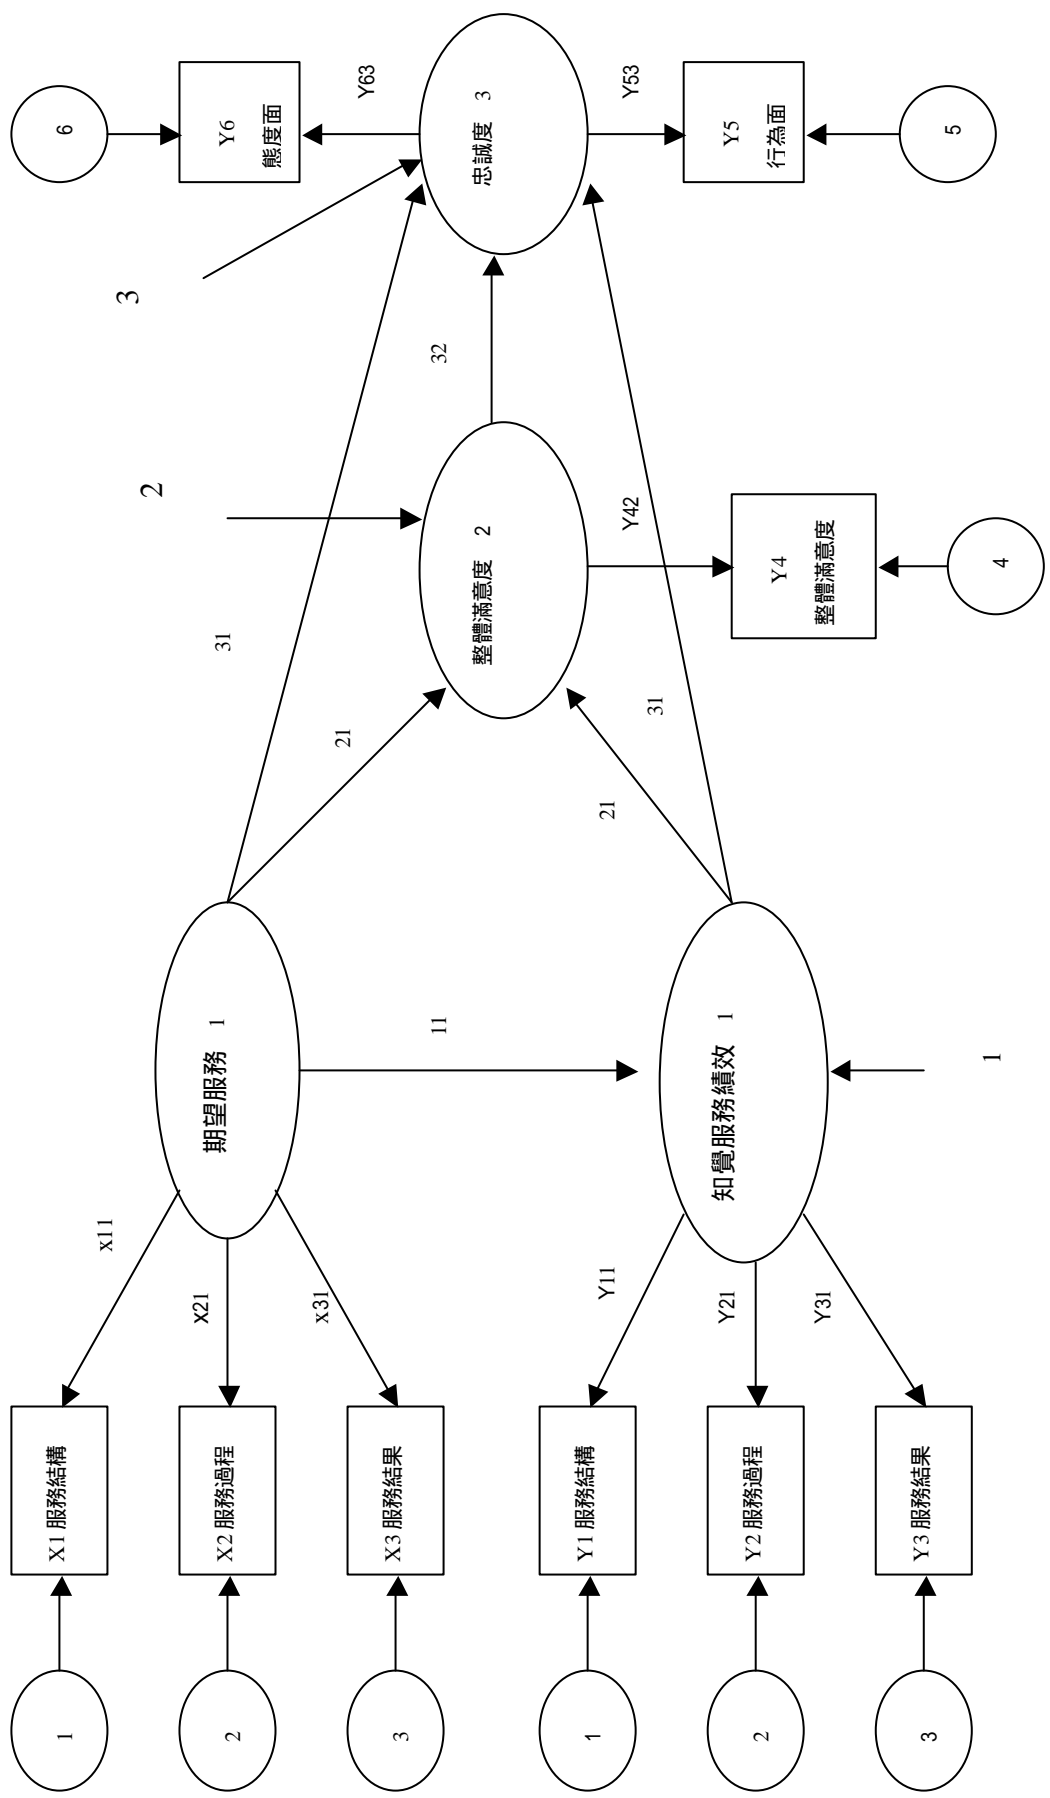 1
X1 服務結構
x11
2
X2 服務過程
X21
3
X3 服務結果
x31
期望服務 1
31
21
11
1
Y1 服務結構
Y11
2
Y2 服務過程
Y21
3
Y3 服務結果
Y31
知覺服務績效 1
1
21
31
2
整體滿意度 2
Y42
Y4
整體滿意度
4
32
3
忠誠度 3
Y63
Y6
態度面
6
Y53
Y5
行為面
5